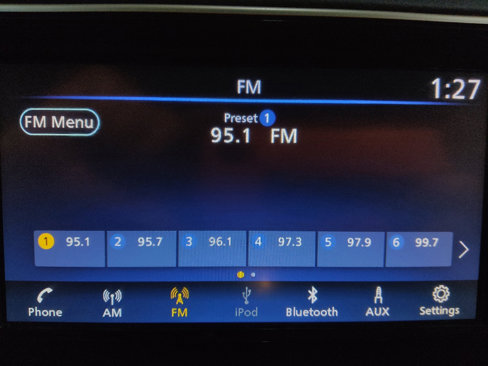 FM
1:27
FM Menu
Preset 1
95.1 FM
1 95.1 2 95.7 3 96.1 4 97.3 5 97.9 6 99.7
Phone AM FM iPod Bluetooth AUX Settings